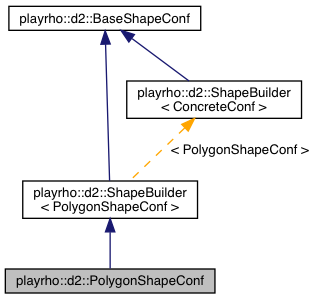 playrho::d2::BaseShapeConf
playrho::d2::ShapeBuilder
< ConcreteConf >
< PolygonShapeConf >
playrho::d2::ShapeBuilder
< PolygonShapeConf >
playrho::d2::PolygonShapeConf